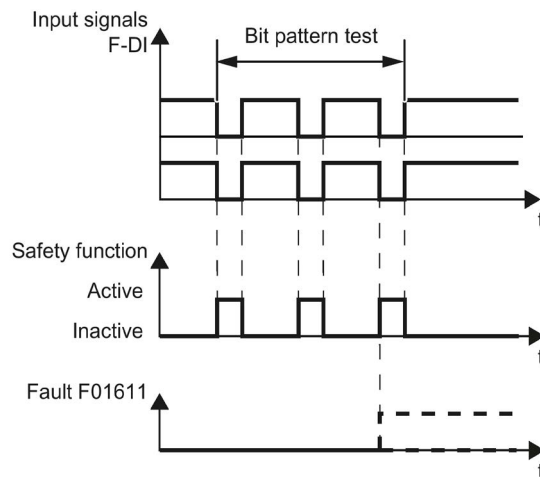 Input signals
F-DI
Bit pattern test
t
Safety function
Active
Inactive
t
Fault F01611
t